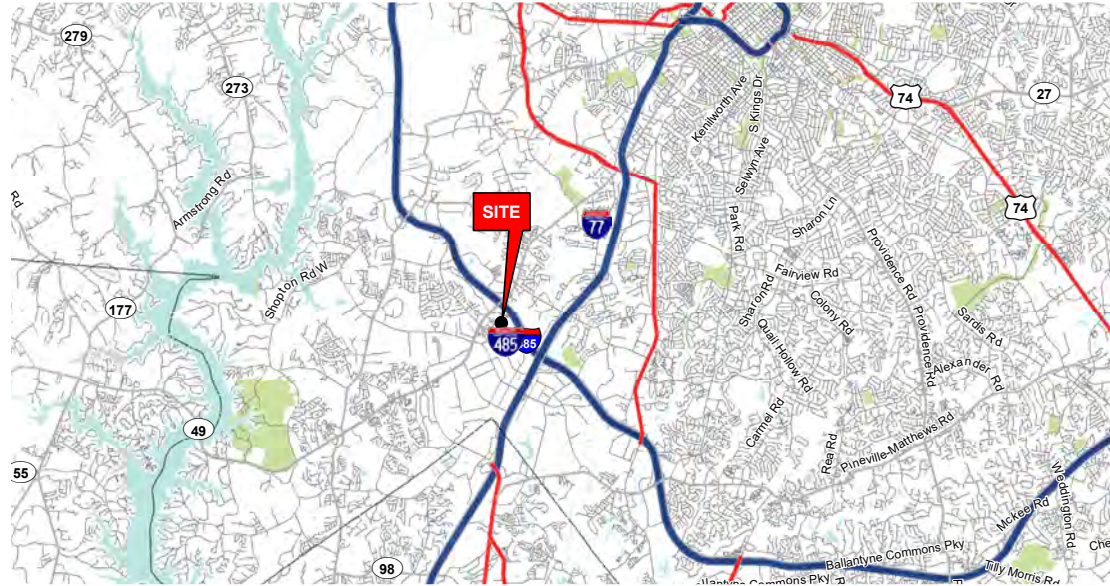 279
273
74
27
Kenilworth Ave
S Kings Dr
Selwyn Ave
Rd
Armstrong Rd
SITE
77
74
Park Rd
Sharon Ln
Providence Rd
Fairview Rd
Shopton Rd W
177
Sharon Rd
Colony Rd
Providence Rd
Sardis Rd
485
85
Quail Hollow Rd
Alexander Rd
49
Carmel Rd
Rea Rd
Pineville-Matthews Rd
55
Weddington Rd
Mckee Rd
Che
98
Ballantyne Commons Pky
llantyne Commons Pky
Tilly Morris Rd